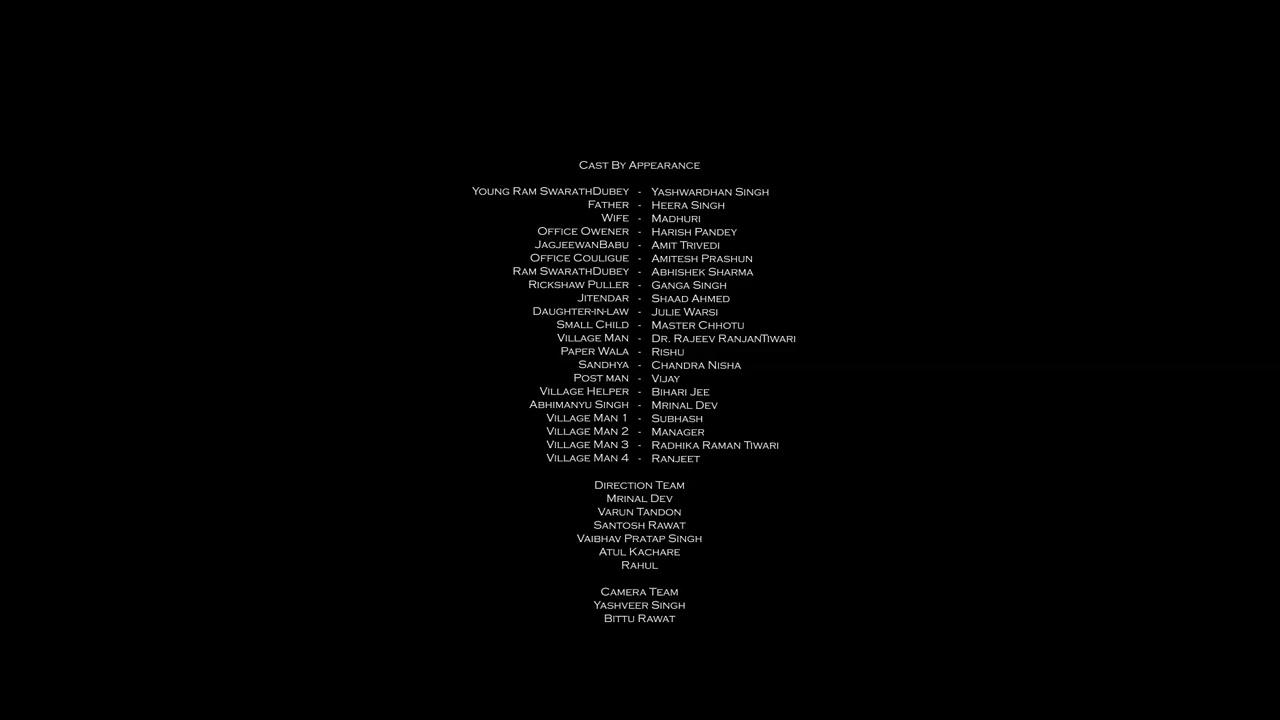 Cast By Appearance
Young Ram SwarathDubey - Yashwardhan Singh
Father - Heera Singh
Wife - Madhuri
Office Owener - Harish Pandey
JagjeewanBabu - Amit Trivedi
Office Couligue - Amitesh Prashun
Ram SwarathDubey - Abhishek Sharma
Rickshaw Puller - Ganga Singh
Jitendar - Shaad Ahmed
Daughter-in-law - Julie Warsi
Small Child - Master Chhotu
Village Man - Dr. Rajeev RanjanTiwari
Paper Wala - Rishu
Sandhya - Chandra Nisha
Post man - Vijay
Village Helper - Bihari Jee
Abhimanyu Singh - Mrinal Dev
Village Man 1 - Subhash
Village Man 2 - Manager
Village Man 3 - Radhika Raman Tiwari
Village Man 4 - Ranjeet
Direction Team
Mrinal Dev
Varun Tandon
Santosh Rawat
Vaibhav Pratap Singh
Atul Kachare
Rahul
Camera Team
Yashveer Singh
Bittu Rawat